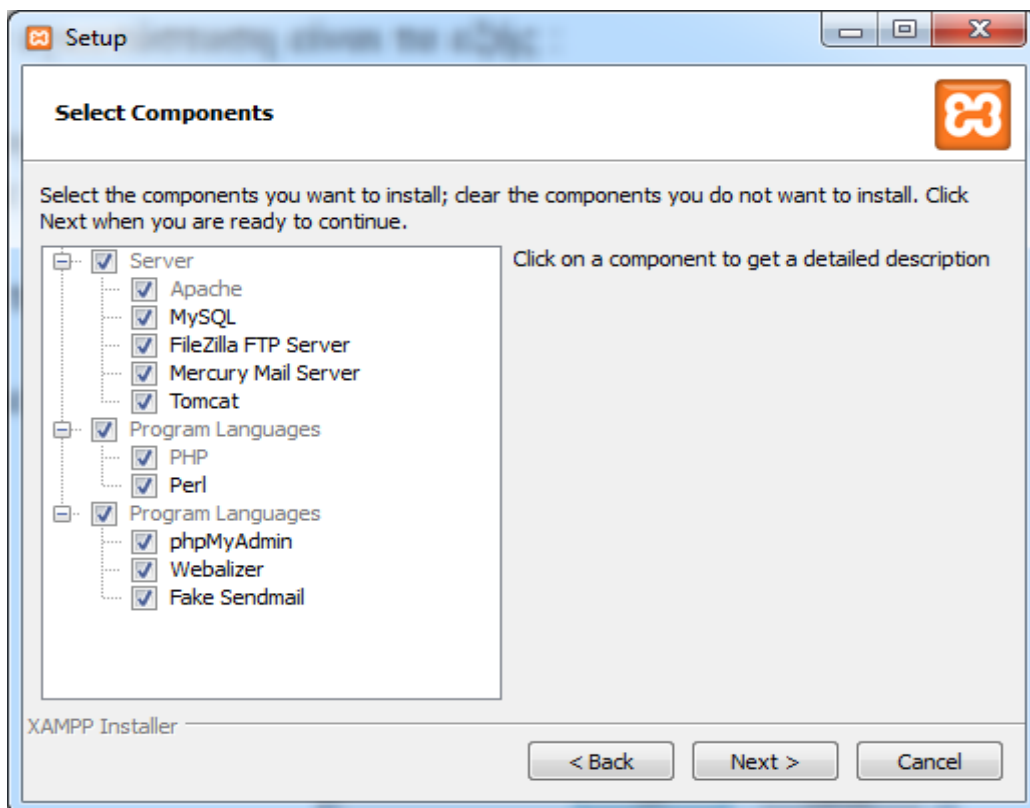 Setup
Select Components
Select the components you want to install; clear the components you do not want to install. Click
Next when you are ready to continue.
Server
Apache
MySQL
FileZilla FTP Server
Mercury Mail Server
Tomcat
Program Languages
PHP
Perl
Program Languages
phpMyAdmin
Webalizer
Fake Sendmail
Click on a component to get a detailed description
XAMPP Installer
< Back
Next >
Cancel